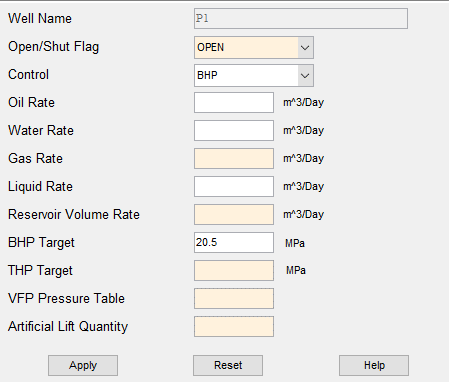 Well Name P1
Open/Shut Flag OPEN
Control BHP
Oil Rate m^3/Day
Water Rate m^3/Day
Gas Rate m^3/Day
Liquid Rate m^3/Day
Reservoir Volume Rate m^3/Day
BHP Target 20.5 MPa
THP Target MPa
VFP Pressure Table
Artificial Lift Quantity
Apply Reset Help